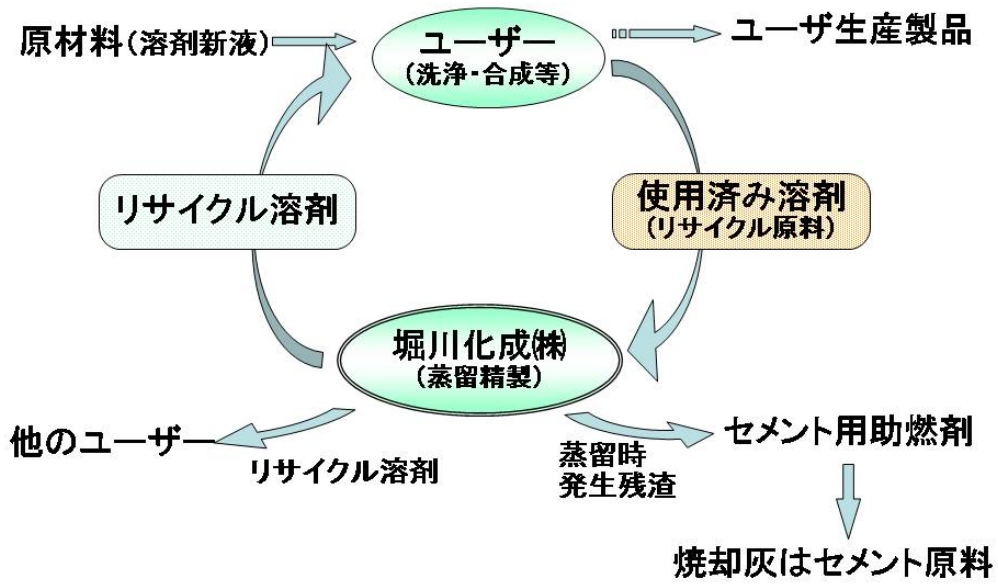 原材料(溶剤新液)
ユーザー
(洗浄・合成等)
ユーザ生産製品
リサイクル溶剤
使用済み溶剤
(リサイクル原料)
堀川化成㈱
(蒸留精製)
他のユーザー
リサイクル溶剤
蒸留時
発生残渣
セメント用助燃剤
焼却灰はセメント原料